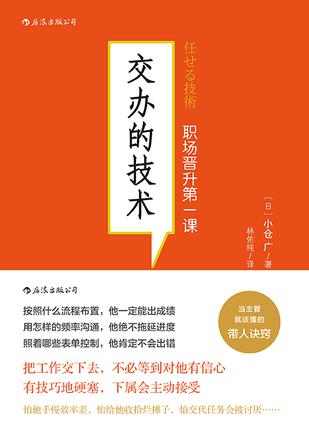 后浪出版公司
任せる技術
交办的技术
职场晋升第一课
[日] 小仓 广／著
林佑纯／译
后浪出版公司
按照什么流程布置，他一定能出成绩
用怎样的频率沟通，他绝不拖延进度
照着哪些表单控制，他肯定不会出错
当主管
就该懂的
带人诀窍
把工作交下去，不必等到对他有信心
有技巧地硬塞，下属会主动接受
怕他手慢效率差，怕给他收拾烂摊子，怕交代任务会被讨厌……